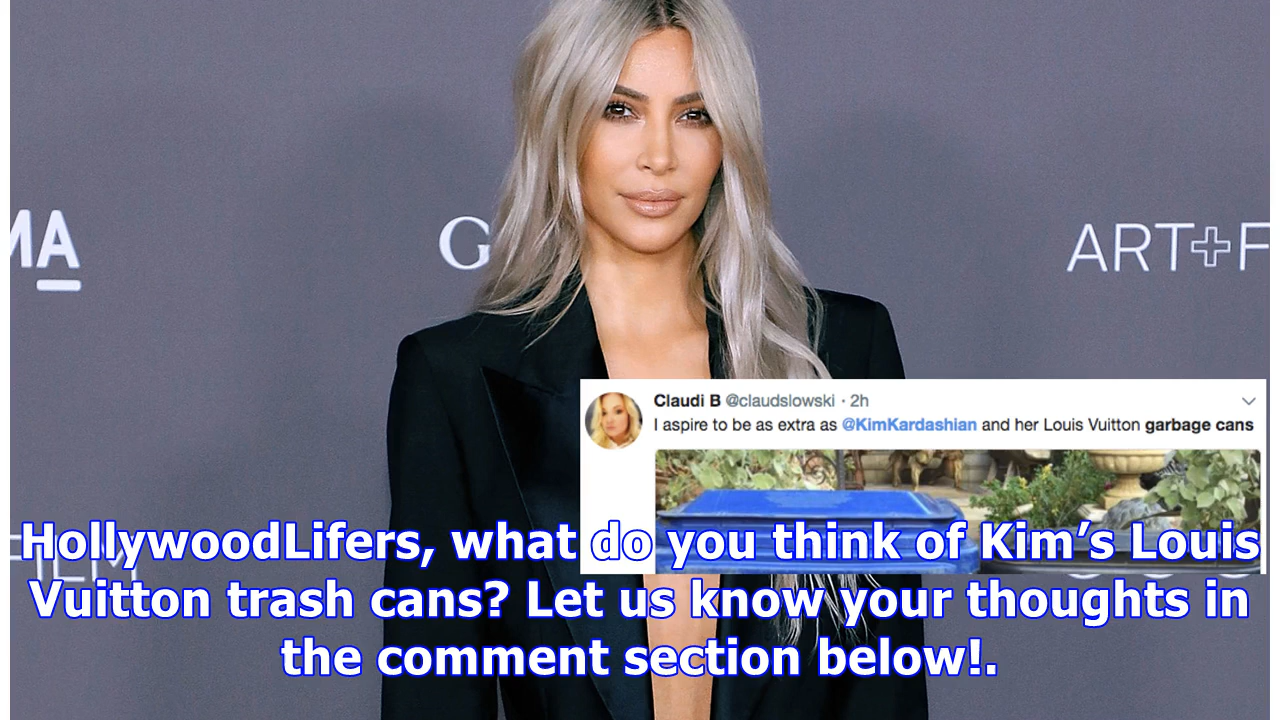 MA
G
ART+F
Claudi B @claudslowski · 2h
I aspire to be as extra as @KimKardashian and her Louis Vuitton garbage cans
HollywoodLifers, what do you think of Kim’s Louis
Vuitton trash cans? Let us know your thoughts in
the comment section below!.